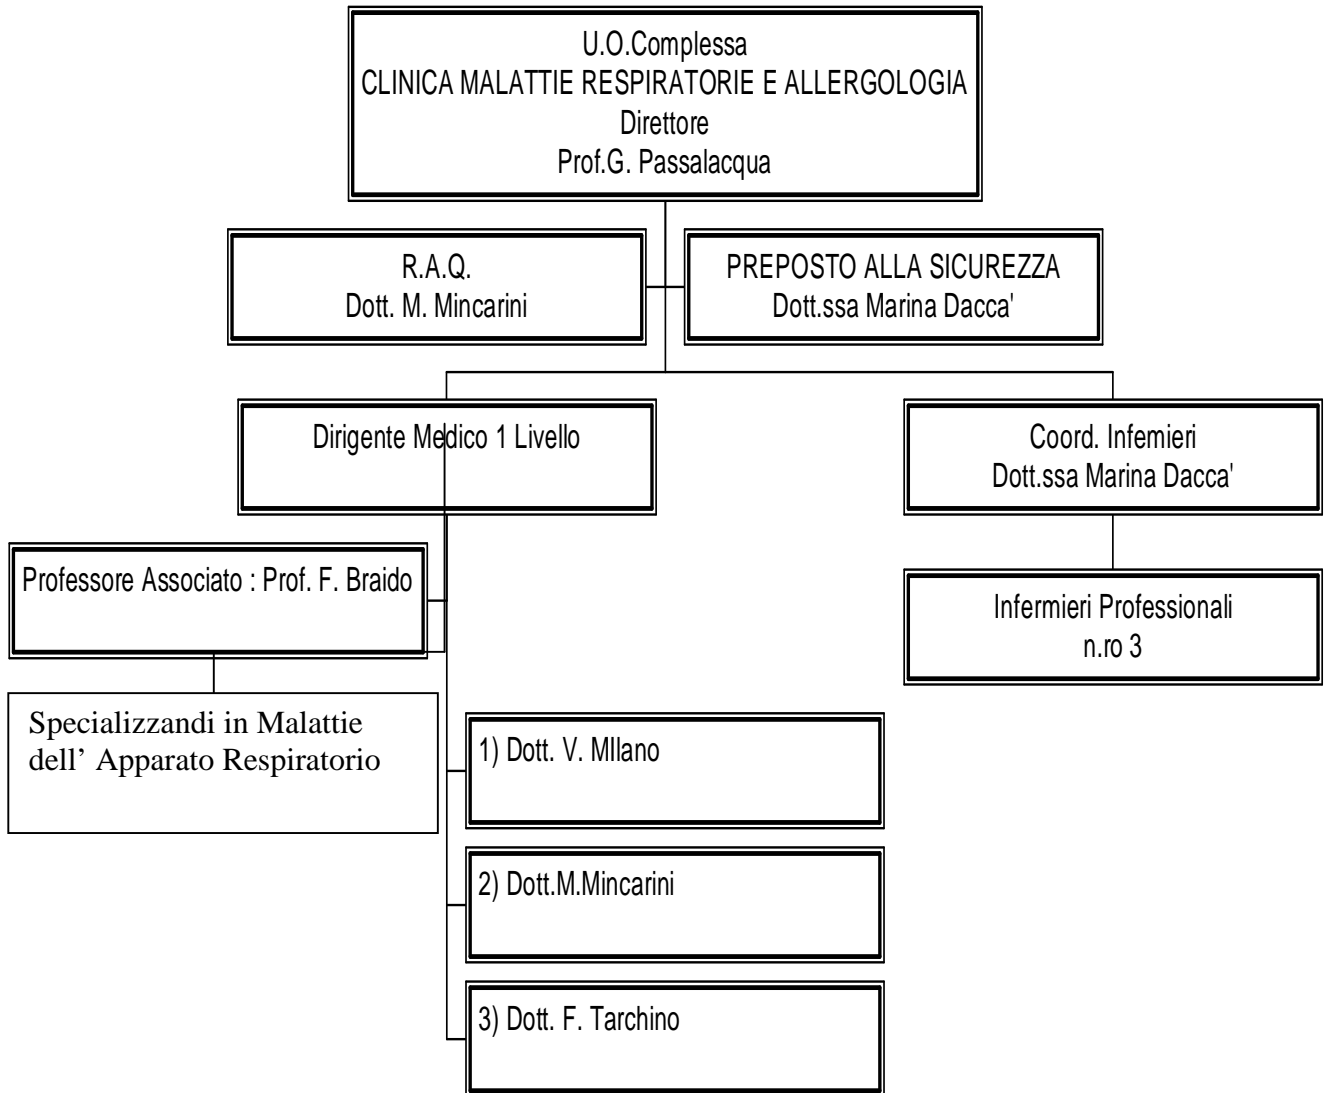 U.O.Complessa
CLINICA MALATTIE RESPIRATORIE E ALLERGOLOGIA
Direttore
Prof.G. Passalacqua
R.A.Q.
Dott. M. Mincarini
PREPOSTO ALLA SICUREZZA
Dott.ssa Marina Dacca'
Dirigente Medico 1 Livello
Coord. Infemieri
Dott.ssa Marina Dacca'
Professore Associato : Prof. F. Braido
Infermieri Professionali
n.ro 3
Specializzandi in Malattie
dell’ Apparato Respiratorio
1) Dott. V. MIlano
2) Dott.M.Mincarini
3) Dott. F. Tarchino